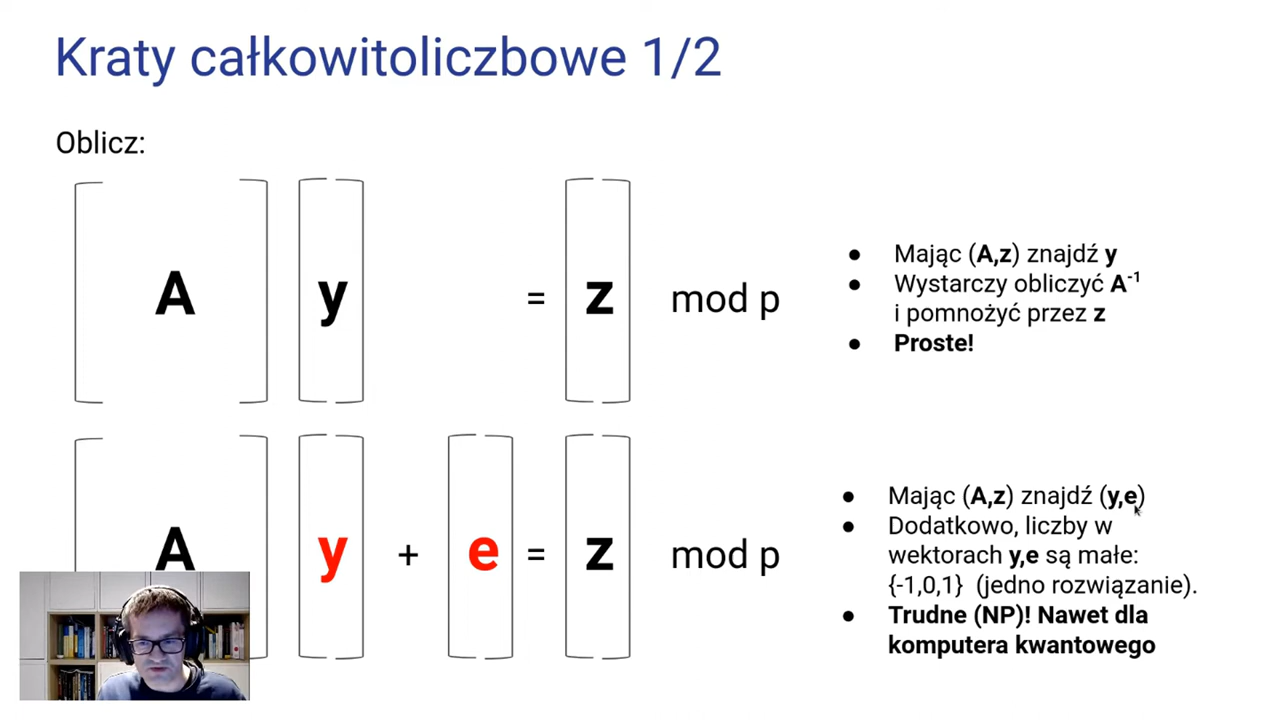 Kraty całkowitoliczbowe 1/2
Oblicz:
A y = z mod p
● Mając (A,z) znajdź y
● Wystarczy obliczyć A⁻¹
i pomnożyć przez z
● Proste!
A y + e = z mod p
● Mając (A,z) znajdź (y,e)
● Dodatkowo, liczby w
wektorach y,e są małe:
{-1,0,1} (jedno rozwiązanie).
● Trudne (NP)! Nawet dla
komputera kwantowego